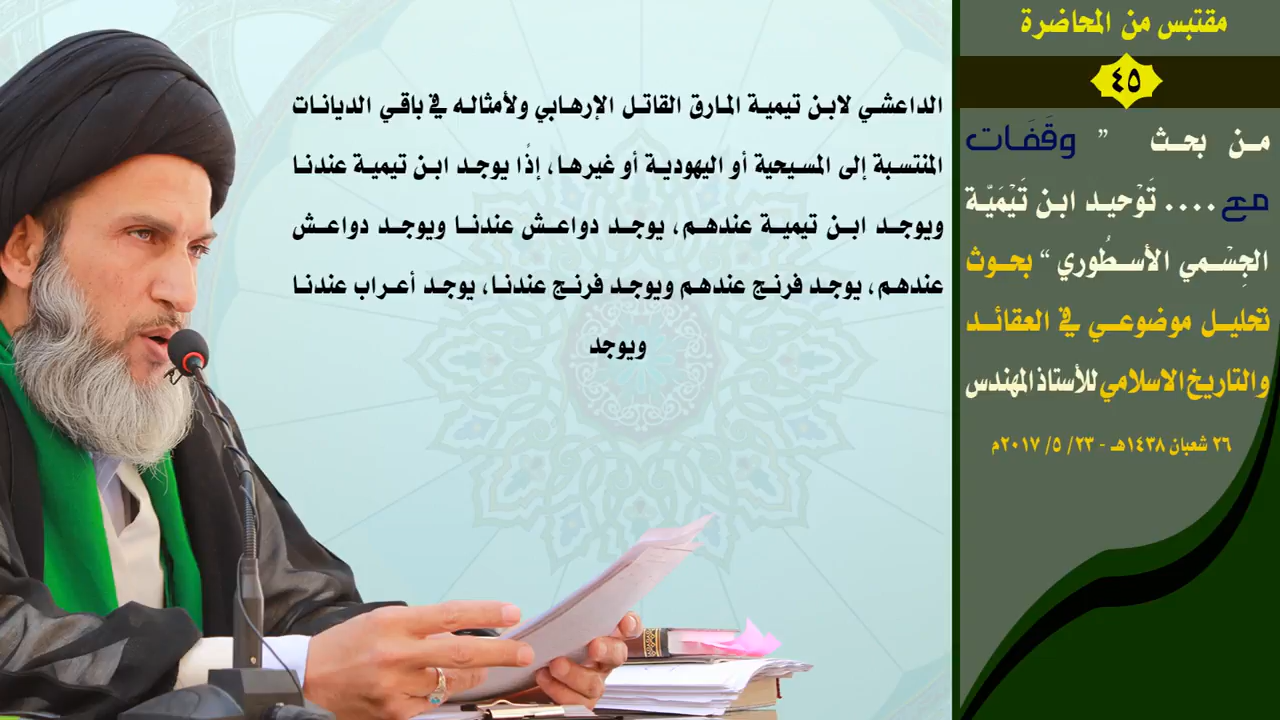 مقتبس من المحاضرة
٤٥
من بحث " وقَفَات
مع .... تَوْحيد ابن تَيْمَيَّة
الجِسْمي الأسطُوري " بحوث
تحليل موضوعي في العقائد
والتاريخ الاسلامي للأستاذ المهندس
٢٦ شعبان ١٤٣٨هـ - ٢٣/ ٥/ ٢٠١٧م
الداعشي لابن تيمية المارق القاتل الإرهابي ولأمثاله في باقي الديانات
المنتسبة إلى المسيحية أو اليهودية أو غيرها، إذًا يوجد ابن تيمية عندنا
ويوجد ابن تيمية عندهم، يوجد دواعش عندنا ويوجد دواعش
عندهم، يوجد فرنج عندهم ويوجد فرنج عندنا، يوجد أعراب عندنا
ويوجد